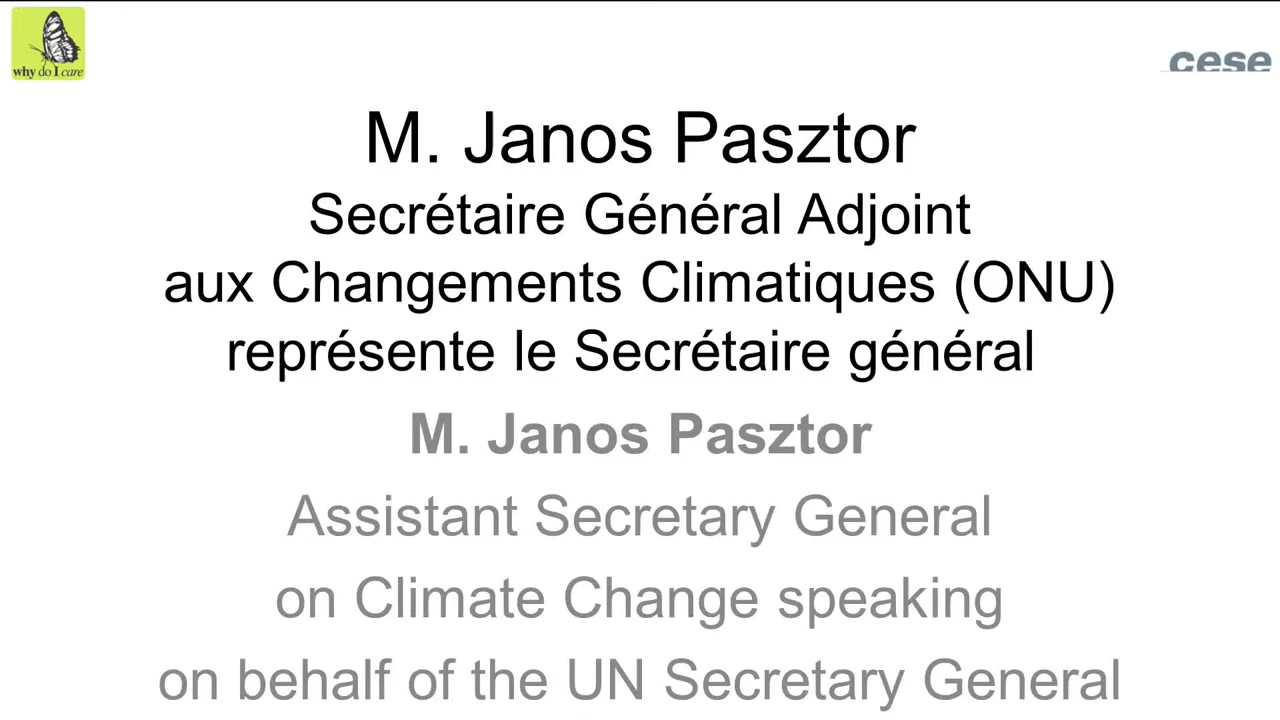 why do I care
cese
M. Janos Pasztor
Secrétaire Général Adjoint
aux Changements Climatiques (ONU)
représente le Secrétaire général
M. Janos Pasztor
Assistant Secretary General
on Climate Change speaking
on behalf of the UN Secretary General